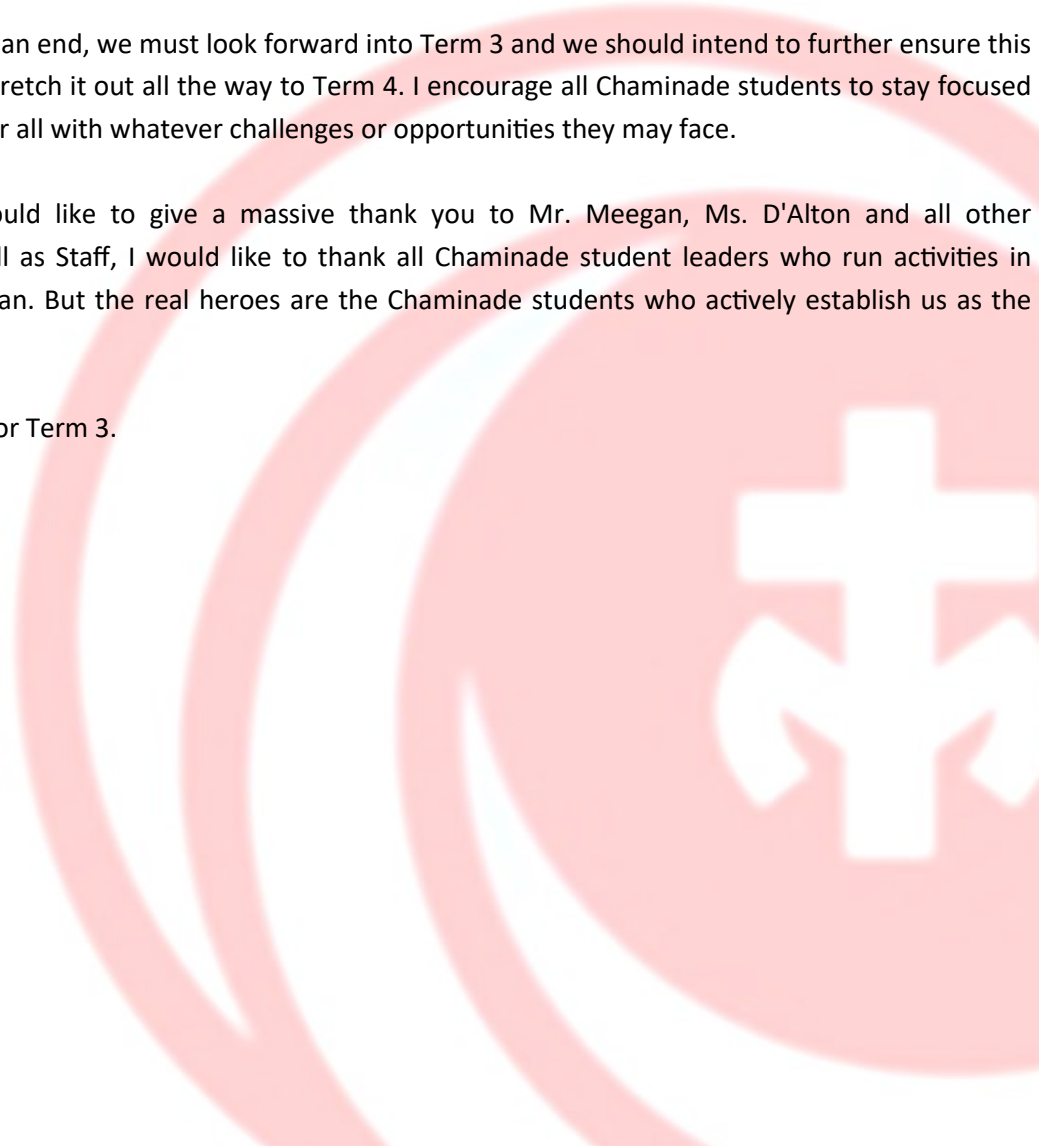 an end, we must look forward into Term 3 and we should intend to further ensure this
retch it out all the way to Term 4. I encourage all Chaminade students to stay focused
r all with whatever challenges or opportunities they may face.
uld like to give a massive thank you to Mr. Meegan, Ms. D'Alton and all other
ll as Staff, I would like to thank all Chaminade student leaders who run activities in
an. But the real heroes are the Chaminade students who actively establish us as the
or Term 3.